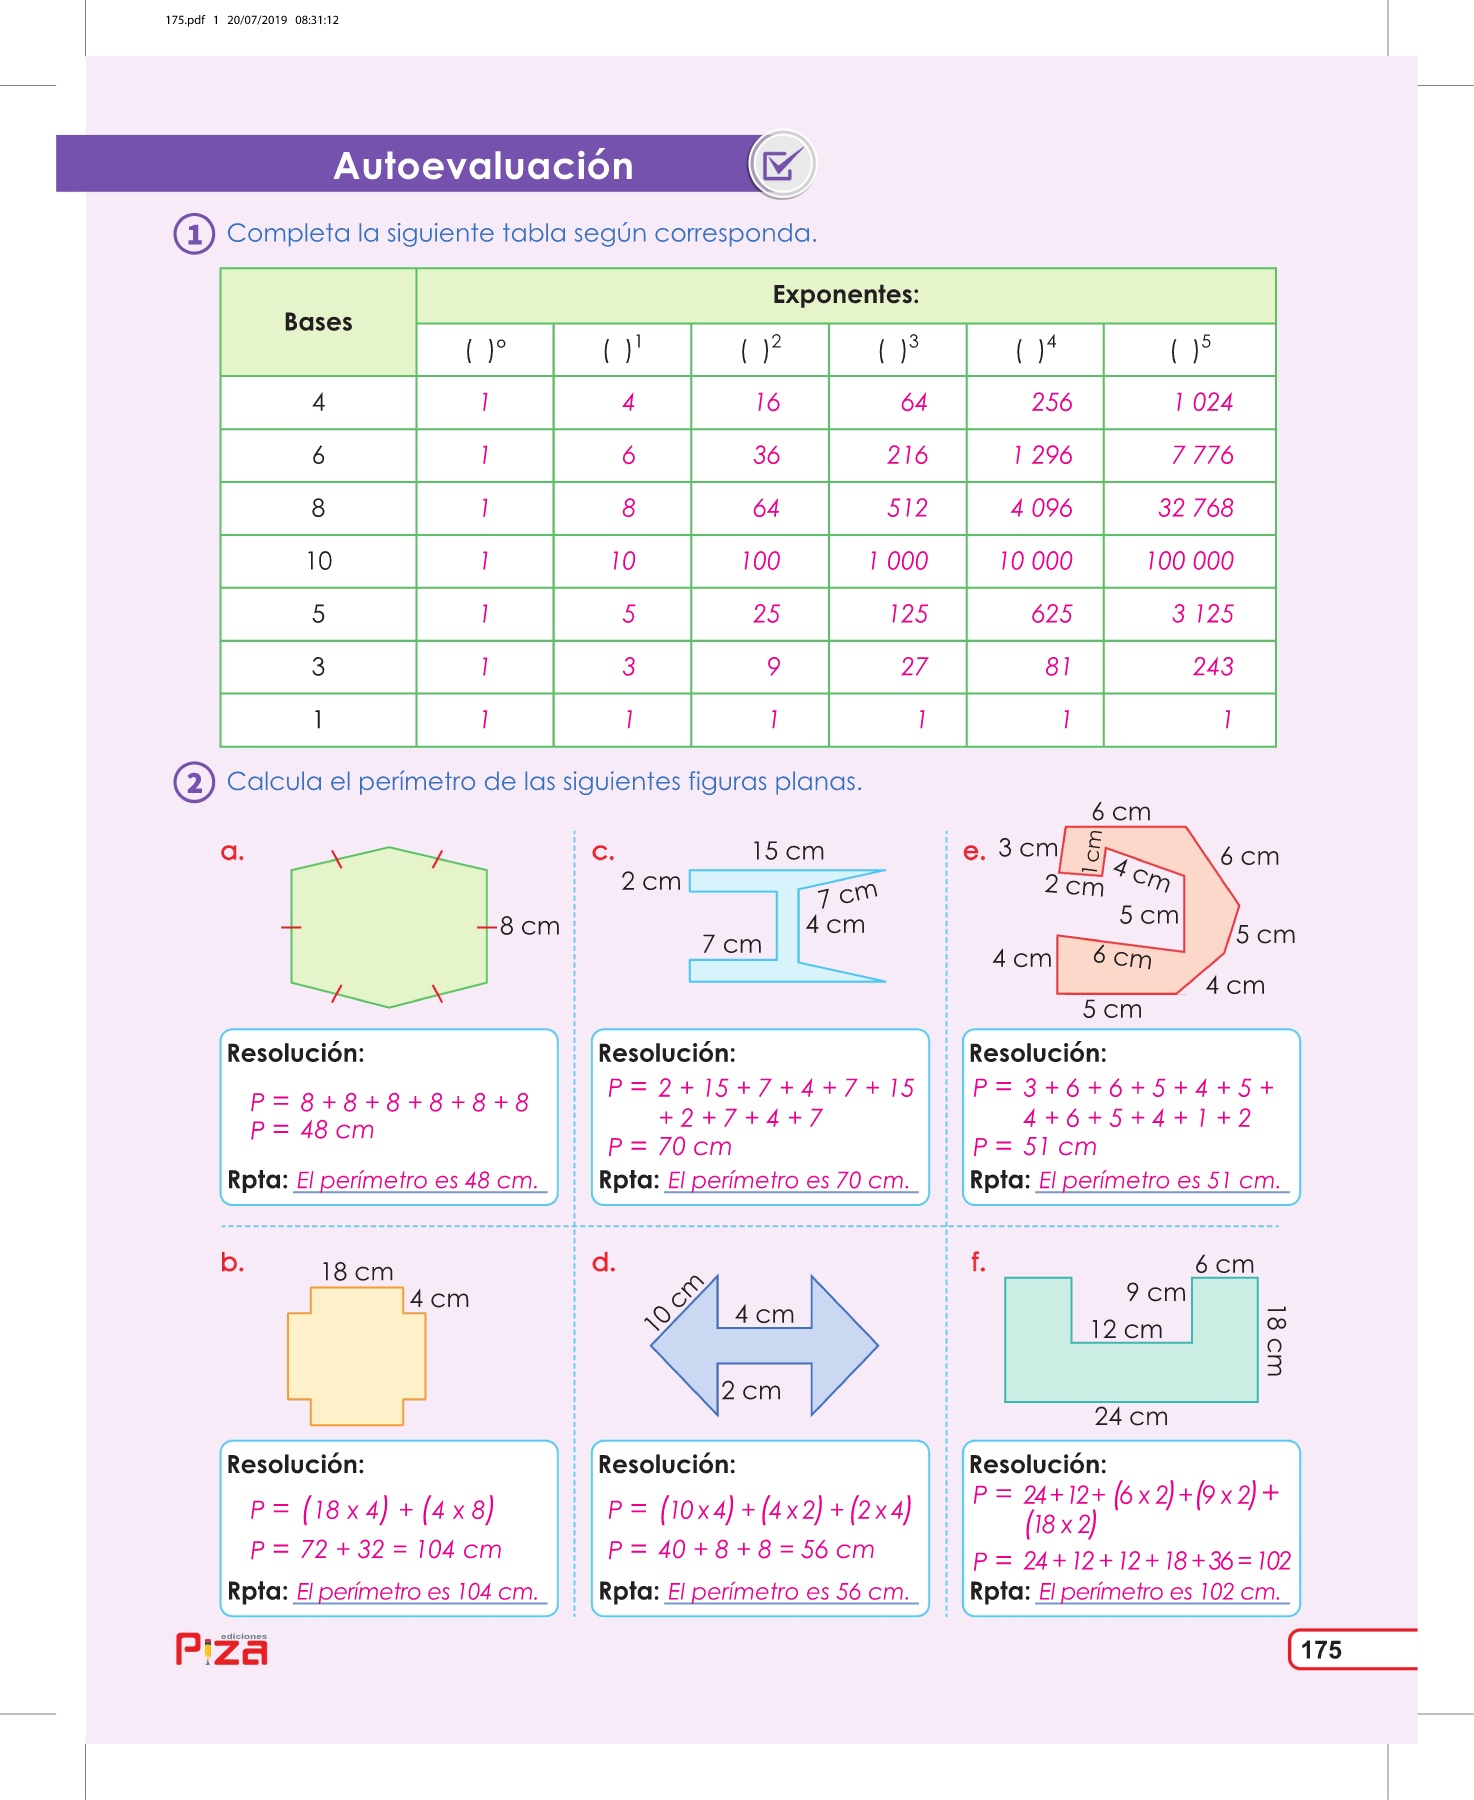 175.pdf 1 20/07/2019 08:31:12
Autoevaluación
1 Completa la siguiente tabla según corresponda.
Bases Exponentes:
( )° ( )¹ ( )² ( )³ ( )⁴ ( )⁵
4 1 4 16 64 256 1 024
6 1 6 36 216 1 296 7 776
8 1 8 64 512 4 096 32 768
10 1 10 100 1 000 10 000 100 000
5 1 5 25 125 625 3 125
3 1 3 9 27 81 243
1 1 1 1 1 1 1
2 Calcula el perímetro de las siguientes figuras planas.
a.
8 cm
Resolución:
P = 8 + 8 + 8 + 8 + 8 + 8
P = 48 cm
Rpta: El perímetro es 48 cm.
c.
15 cm
2 cm
7 cm
4 cm
7 cm
Resolución:
P = 2 + 15 + 7 + 4 + 7 + 15
+ 2 + 7 + 4 + 7
P = 70 cm
Rpta: El perímetro es 70 cm.
e.
6 cm
3 cm
1 cm
6 cm
4 cm
2 cm
5 cm
5 cm
4 cm
6 cm
4 cm
5 cm
Resolución:
P = 3 + 6 + 6 + 5 + 4 + 5 +
4 + 6 + 5 + 4 + 1 + 2
P = 51 cm
Rpta: El perímetro es 51 cm.
b.
18 cm
4 cm
Resolución:
P = (18 x 4) + (4 x 8)
P = 72 + 32 = 104 cm
Rpta: El perímetro es 104 cm.
d.
10 cm
4 cm
2 cm
Resolución:
P = (10 x 4) + (4 x 2) + (2 x 4)
P = 40 + 8 + 8 = 56 cm
Rpta: El perímetro es 56 cm.
f.
6 cm
9 cm
12 cm
18 cm
24 cm
Resolución:
P = 24 + 12 + (6 x 2) + (9 x 2) +
(18 x 2)
P = 24 + 12 + 12 + 18 + 36 = 102
Rpta: El perímetro es 102 cm.
ediciones
Piza
175